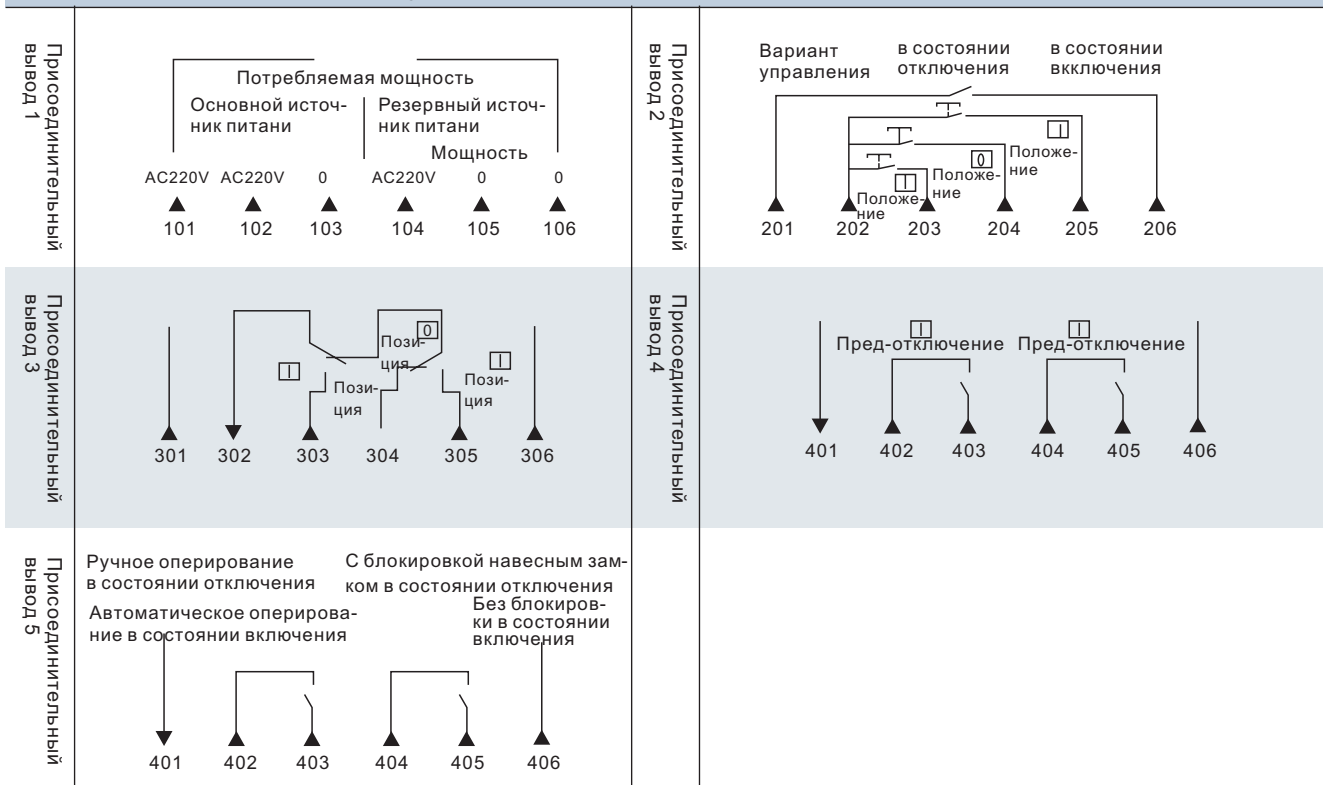 Присоединительный
вывод 1
Потребляемая мощность
Основной источ-
ник питани
Резервный источ-
ник питани
Мощность
AC220V AC220V 0 AC220V 0 0
101 102 103 104 105 106
Присоединительный
вывод 2
Вариант
управления
в состоянии
отключения
в состоянии
вкключения
I
Положе-
ние
0
Положе-
ние
II
Положе-
ние
201 202 203 204 205 206
Присоединительный
вывод 3
0
Пози-
ция
I
Пози-
ция
I
Пози-
ция
301 302 303 304 305 306
Присоединительный
вывод 4
I
Пред-отключение
I
Пред-отключение
401 402 403 404 405 406
Присоединительный
вывод 5
Ручное оперирование
в состоянии отключения
Автоматическое оперирова-
ние в состоянии включения
С блокировкой навесным зам-
ком в состоянии отключения
Без блокиров-
ки в состоянии
включения
401 402 403 404 405 406